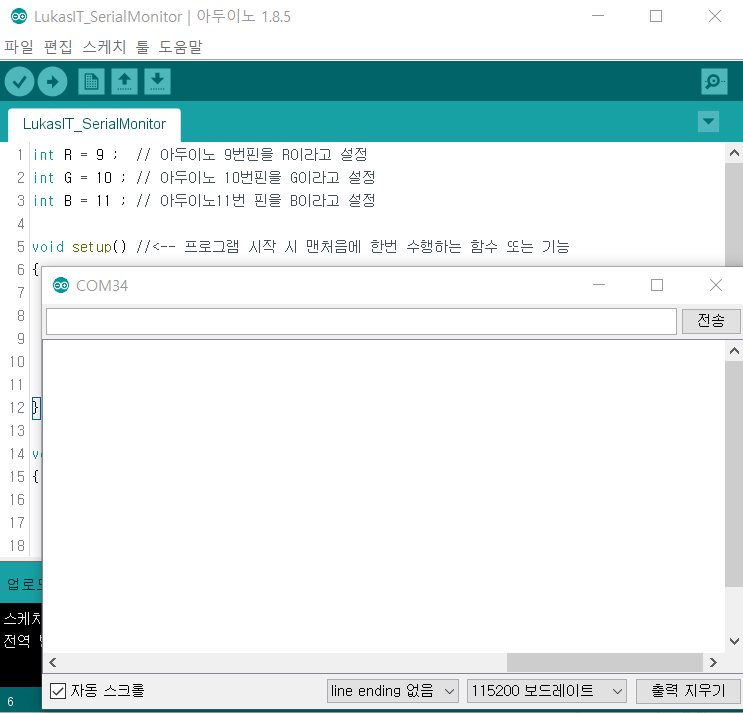 LukasIT_SerialMonitor | 아두이노 1.8.5
파일 편집 스케치 툴 도움말
LukasIT_SerialMonitor
1 int R = 9 ; // 아두이노 9번핀을 R이라고 설정
2 int G = 10 ; // 아두이노 10번핀을 G이라고 설정
3 int B = 11 ; // 아두이노11번 핀을 B이라고 설정
4
5 void setup() //<-- 프로그램 시작 시 맨처음에 한번 수행하는 함수 또는 기능
6 {
7
8
9
10
11
12 }
13
14 v
15 {
16
17
18
COM34
전송
업로
스케치
전역
자동 스크롤
line ending 없음
115200 보드레이트
출력 지우기
6